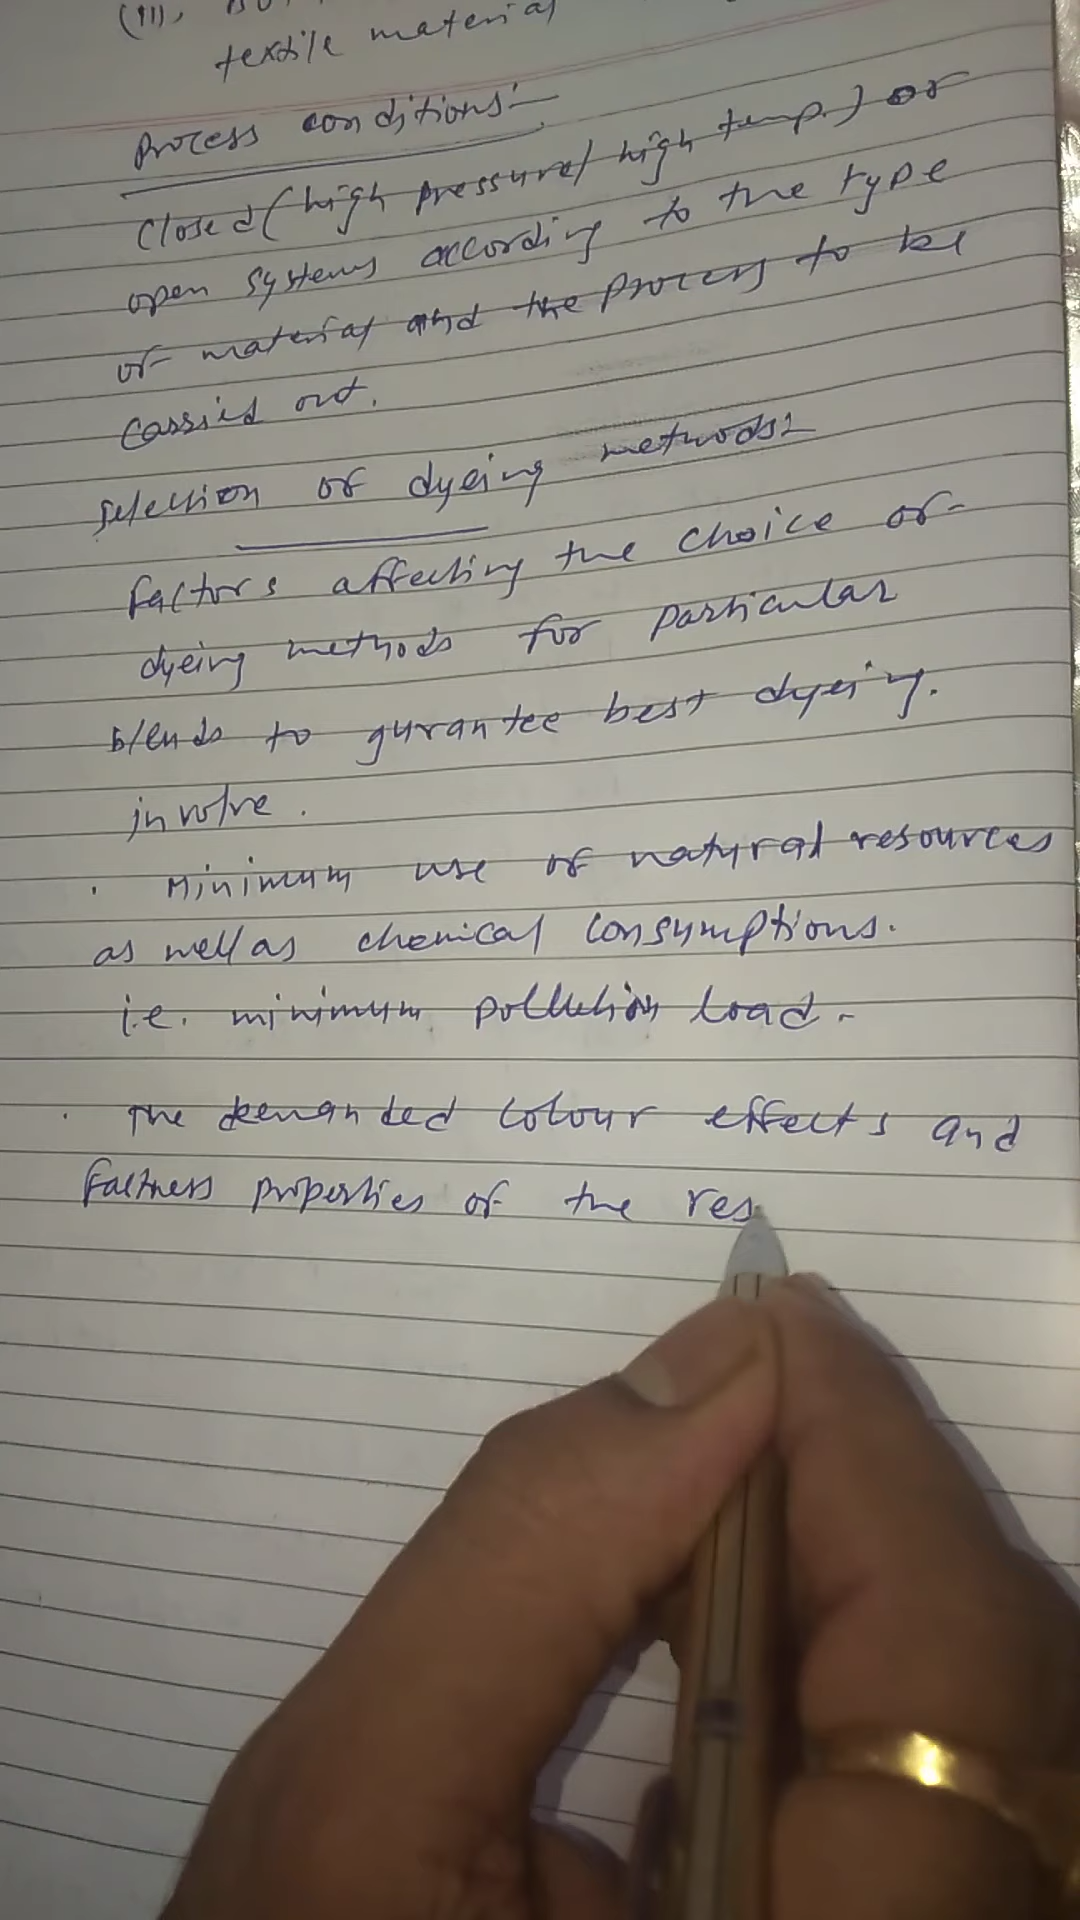 (III),
textile material
Process conditions:-
Closed (high pressure/high temp.) or
open systems according to the type
of material and the process to be
carried out.
Selection of dyeing methods:-
Factors affecting the choice of
dyeing methods for particular
blends to gurantee best dyeing.
involve.
. Minimum use of natural resources
as well as chemical consumptions.
i.e. minimum pollution load.
. The demanded colour effects and
fastness properties of the res